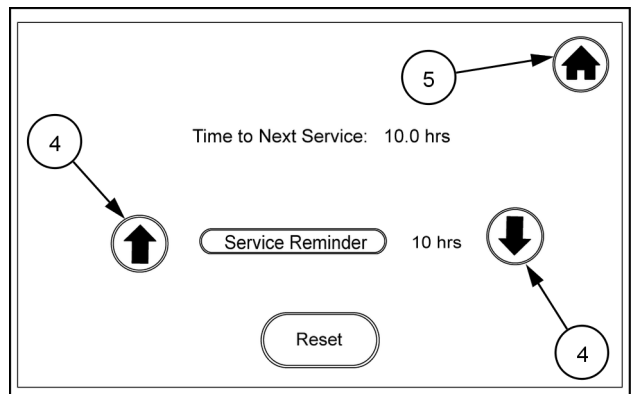 5
4
Time to Next Service: 10.0 hrs
Service Reminder 10 hrs
Reset
4